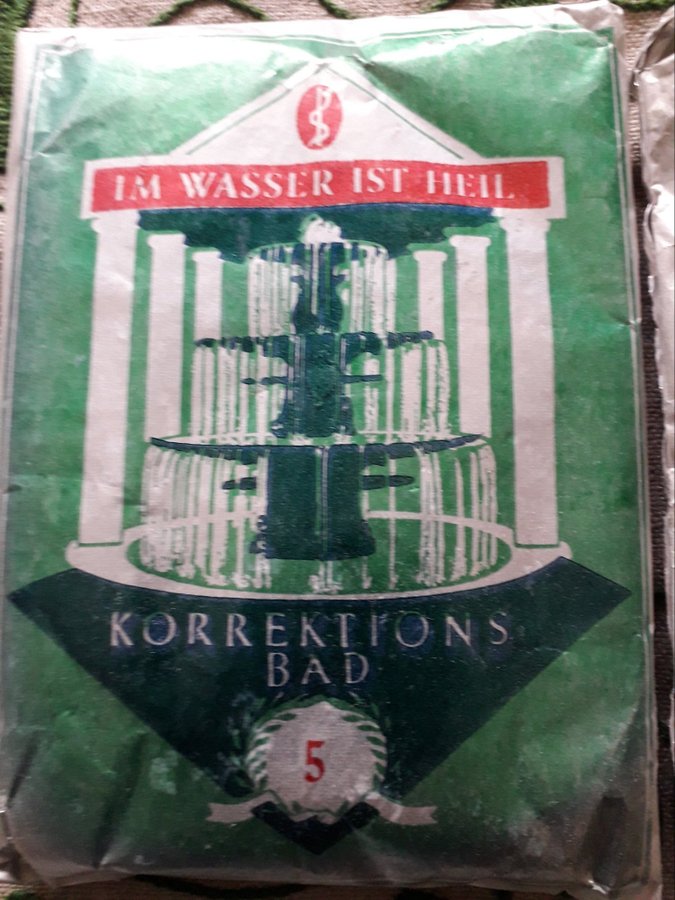 IM WASSER IST HEIL
KORREKTIONS
BAD
5